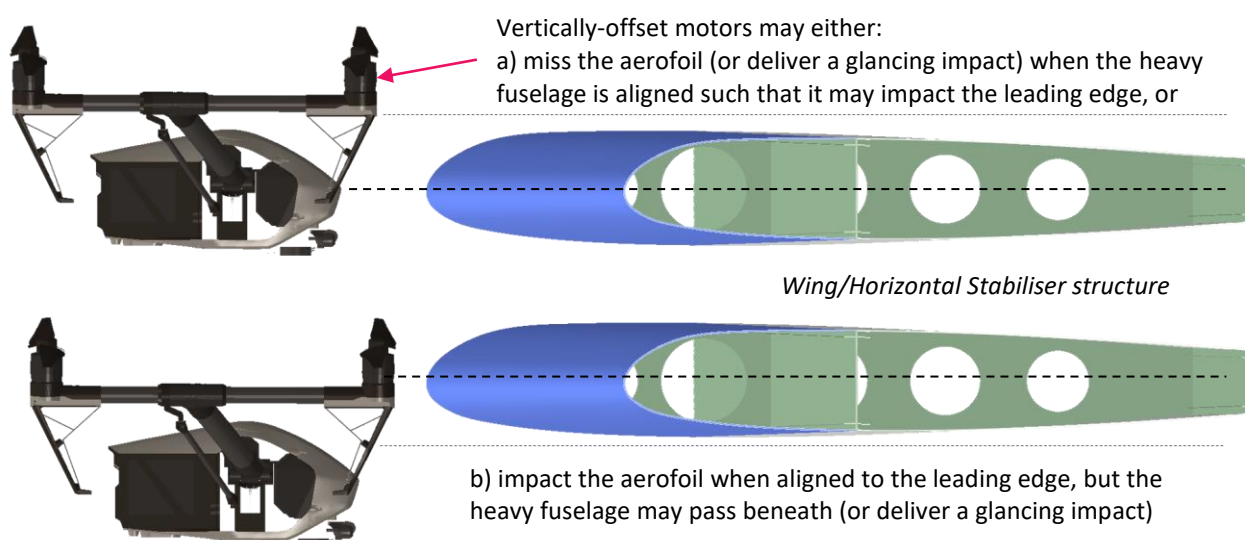 Vertically-offset motors may either:
a) miss the aerofoil (or deliver a glancing impact) when the heavy
fuselage is aligned such that it may impact the leading edge, or
Wing/Horizontal Stabiliser structure
b) impact the aerofoil when aligned to the leading edge, but the
heavy fuselage may pass beneath (or deliver a glancing impact)